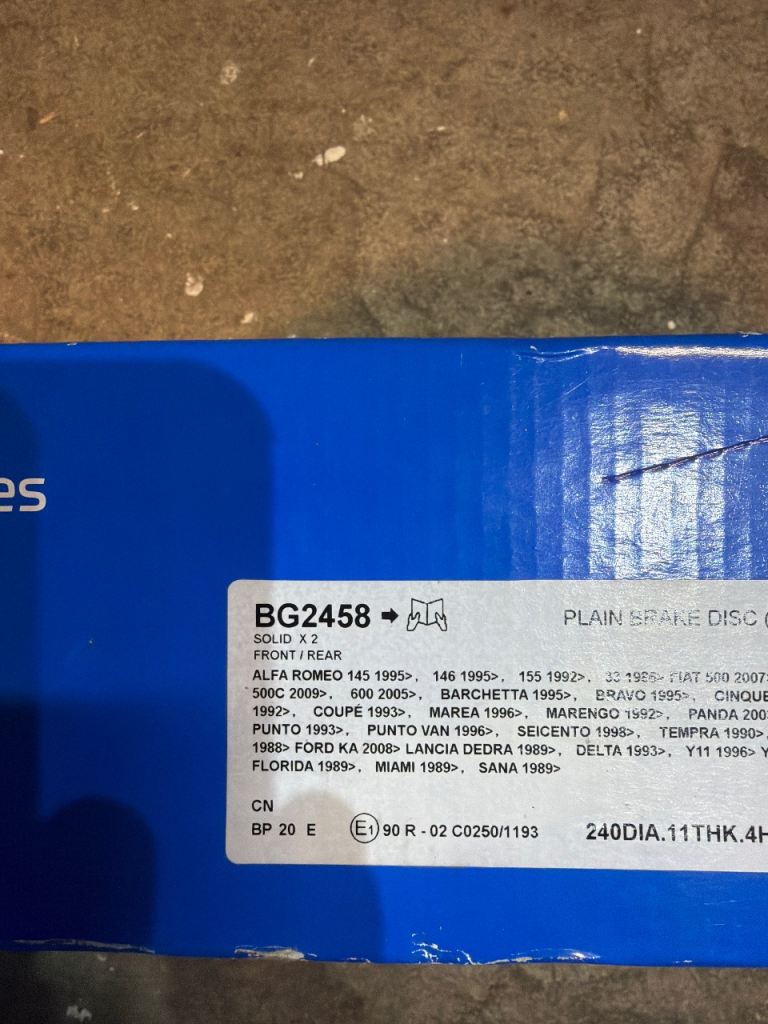 es
BG2458
PLAIN BRAKE DISC (
SOLID X 2
FRONT / REAR
ALFA ROMEO 145 1995>, 146 1995>, 155 1992>, 33 1986> FIAT 500 2007>
500C 2009>, 600 2005>, BARCHETTA 1995>, BRAVO 1995>, CINQUE
1992>, COUPÉ 1993>, MAREA 1996>, MARENGO 1992>, PANDA 200
PUNTO 1993>, PUNTO VAN 1996>, SEICENTO 1998>, TEMPRA 1990>,
1988> FORD KA 2008> LANCIA DEDRA 1989>, DELTA 1993>, Y11 1996> Y
FLORIDA 1989>, MIAMI 1989>, SANA 1989>
CN
BP 20 E E1 90 R - 02 C0250/1193 240DIA.11THK.4H